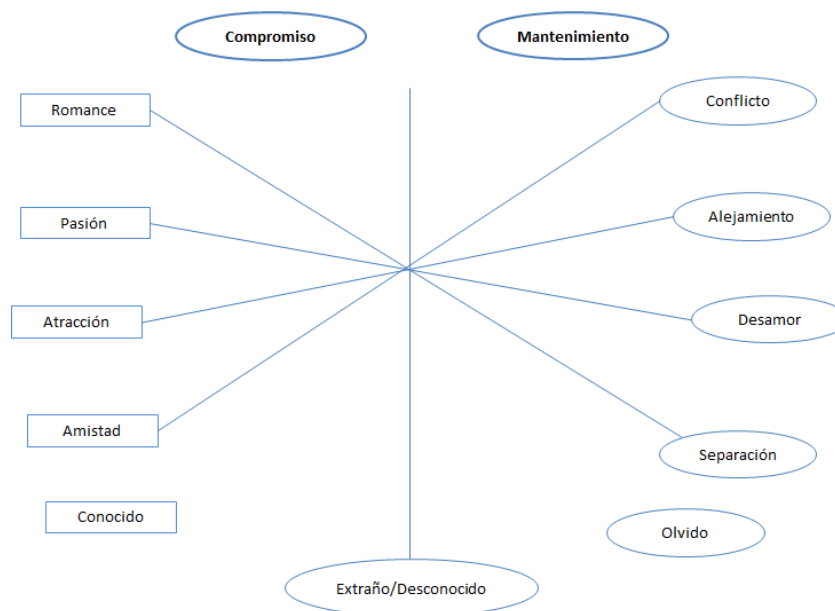 Compromiso
Mantenimiento
Romance
Conflicto
Pasión
Alejamiento
Atracción
Desamor
Amistad
Separación
Conocido
Olvido
Extraño/Desconocido